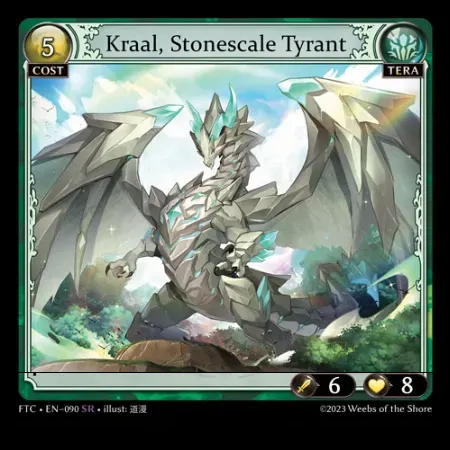 5
COST
Kraal, Stonescale Tyrant
TERA
6
8
FTC • EN-090 SR • illust: 道漫
©2023 Weebs of the Shore